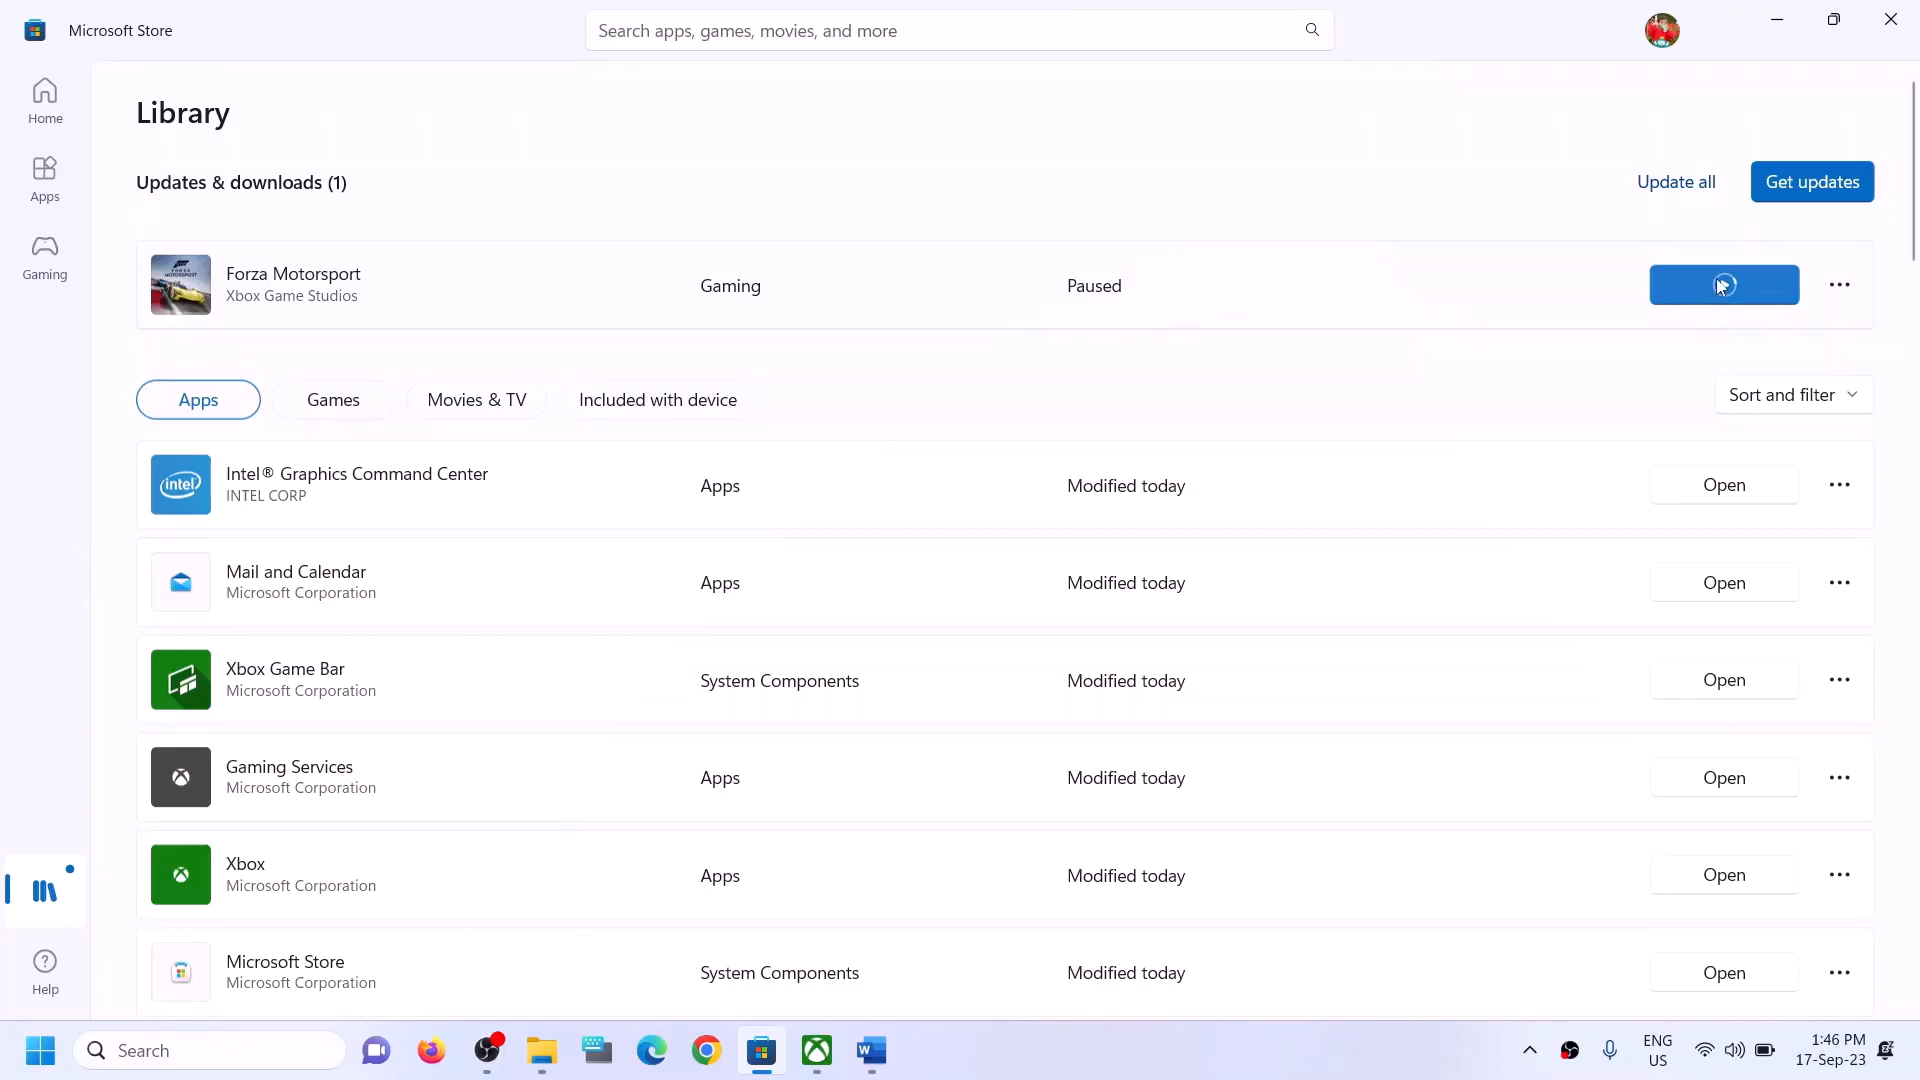 Microsoft Store
Search apps, games, movies, and more
Home
Apps
Gaming
Help
Library
Updates & downloads (1)
Update all
Get updates
FORZA MOTORSPORT
Forza Motorsport
Xbox Game Studios
Gaming
Paused
Apps
Games
Movies & TV
Included with device
Sort and filter
intel
Intel® Graphics Command Center
INTEL CORP
Apps
Modified today
Open
Mail and Calendar
Microsoft Corporation
Apps
Modified today
Open
Xbox Game Bar
Microsoft Corporation
System Components
Modified today
Open
Gaming Services
Microsoft Corporation
Apps
Modified today
Open
Xbox
Microsoft Corporation
Apps
Modified today
Open
Microsoft Store
Microsoft Corporation
System Components
Modified today
Open
Search
W
ENG
US
1:46 PM
17-Sep-23